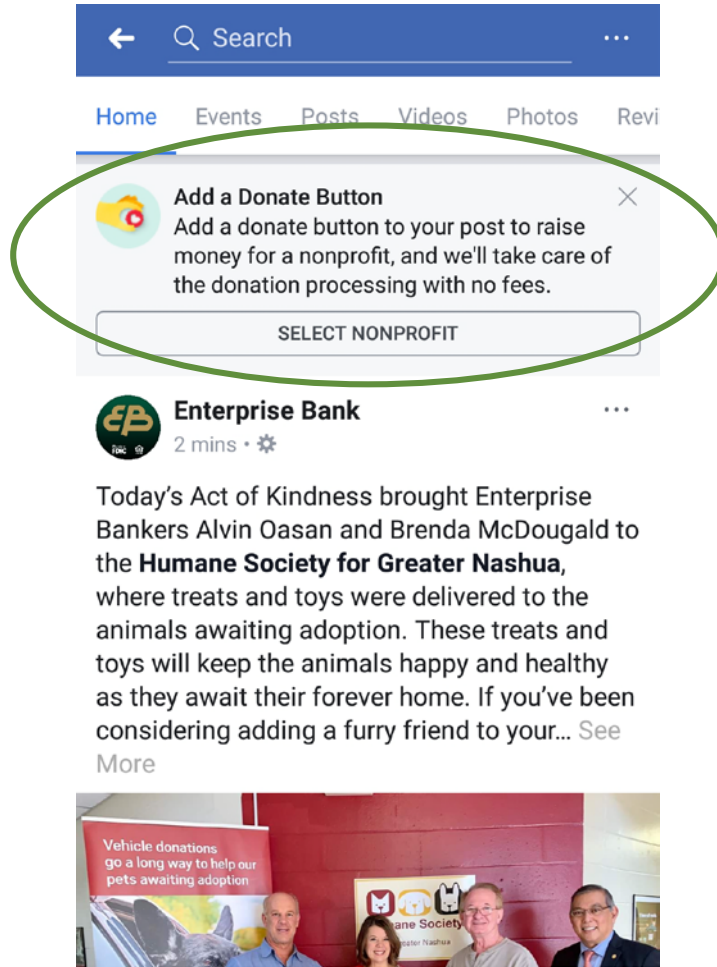 Search
Home Events Posts Videos Photos Revi
Add a Donate Button
Add a donate button to your post to raise
money for a nonprofit, and we'll take care of
the donation processing with no fees.
SELECT NONPROFIT
EB
FDIC
Enterprise Bank
2 mins •
Today's Act of Kindness brought Enterprise
Bankers Alvin Oasan and Brenda McDougald to
the Humane Society for Greater Nashua,
where treats and toys were delivered to the
animals awaiting adoption. These treats and
toys will keep the animals happy and healthy
as they await their forever home. If you've been
considering adding a furry friend to your... See
More
Vehicle donations
go a long way to help our
pets awaiting adoption
ane Society
eater Nashua